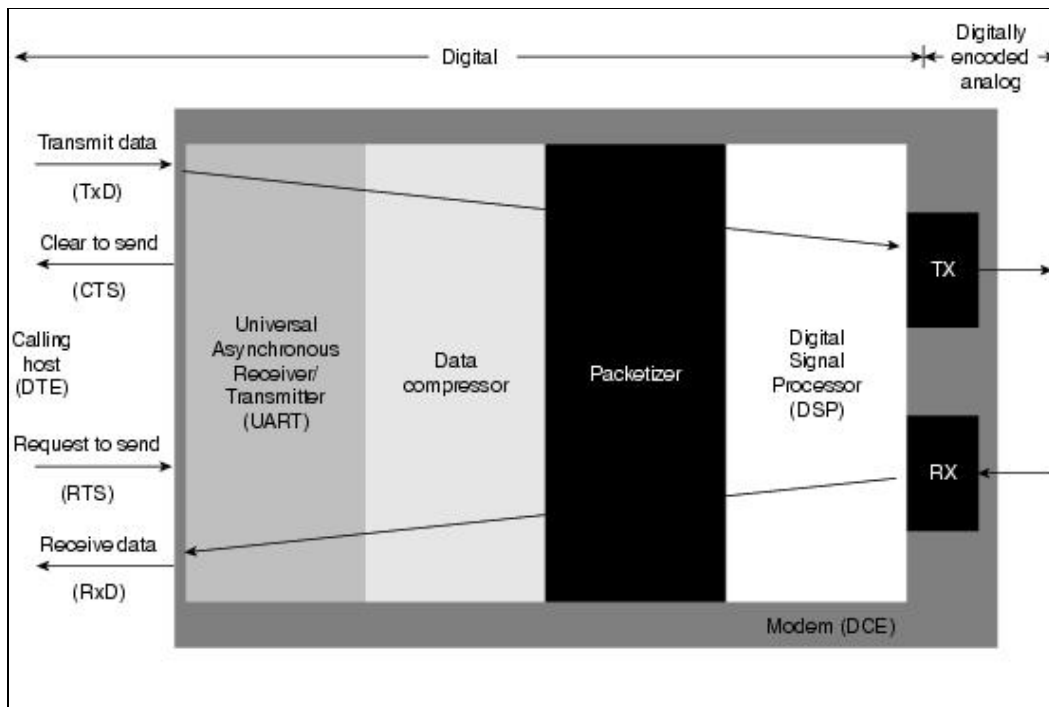 Digital
Digitally
encoded
analog
Transmit data
(TxD)
Clear to send
(CTS)
Calling
host
(DTE)
Request to send
(RTS)
Receive data
(RxD)
Universal
Asynchronous
Receiver/
Transmitter
(UART)
Data
compressor
Packetizer
Digital
Signal
Processor
(DSP)
TX
RX
Modem (DCE)